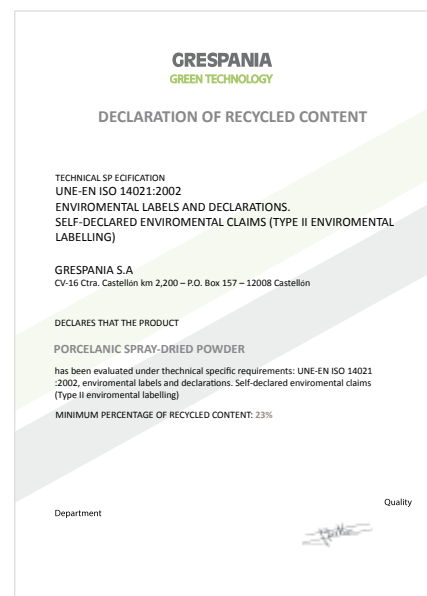 GRESPANIA
GREEN TECHNOLOGY
DECLARATION OF RECYCLED CONTENT
TECHNICAL SP ECIFICATION
UNE-EN ISO 14021:2002
ENVIROMENTAL LABELS AND DECLARATIONS.
SELF-DECLARED ENVIROMENTAL CLAIMS (TYPE II ENVIROMENTAL
LABELLING)
GRESPANIA S.A
CV-16 Ctra. Castellón km 2,200 – P.O. Box 157 – 12008 Castellón
DECLARES THAT THE PRODUCT
PORCELANIC SPRAY-DRIED POWDER
has been evaluated under thechnical specific requirements: UNE-EN ISO 14021
:2002, enviromental labels and declarations. Self-declared enviromental claims
(Type II enviromental labelling)
MINIMUM PERCENTAGE OF RECYCLED CONTENT: 23%
Quality
Department